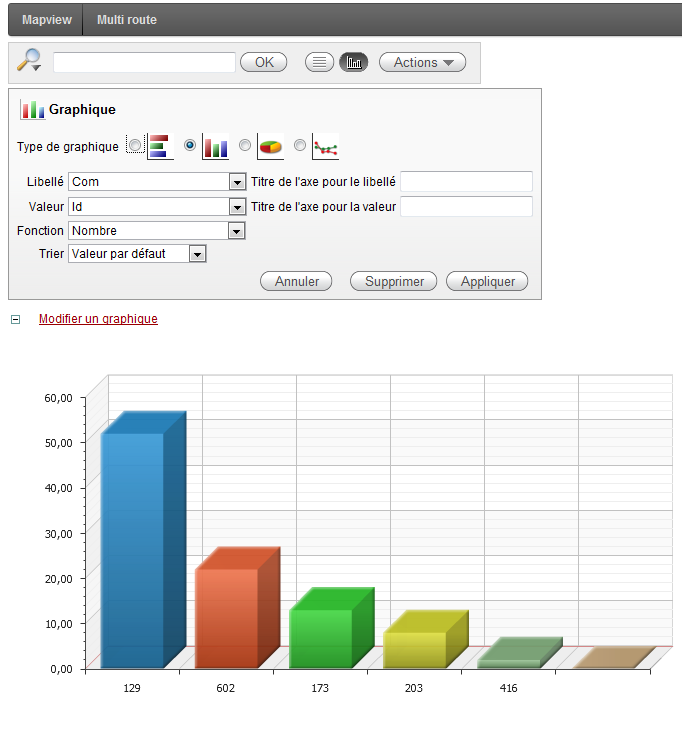 Mapview Multi route
OK Actions
Graphique
Type de graphique
Libellé Com Titre de l'axe pour le libellé
Valeur Id Titre de l'axe pour la valeur
Fonction Nombre
Trier Valeur par défaut
Annuler Supprimer Appliquer
Modifier un graphique
60,00
50,00
40,00
30,00
20,00
10,00
0,00
129 602 173 203 416